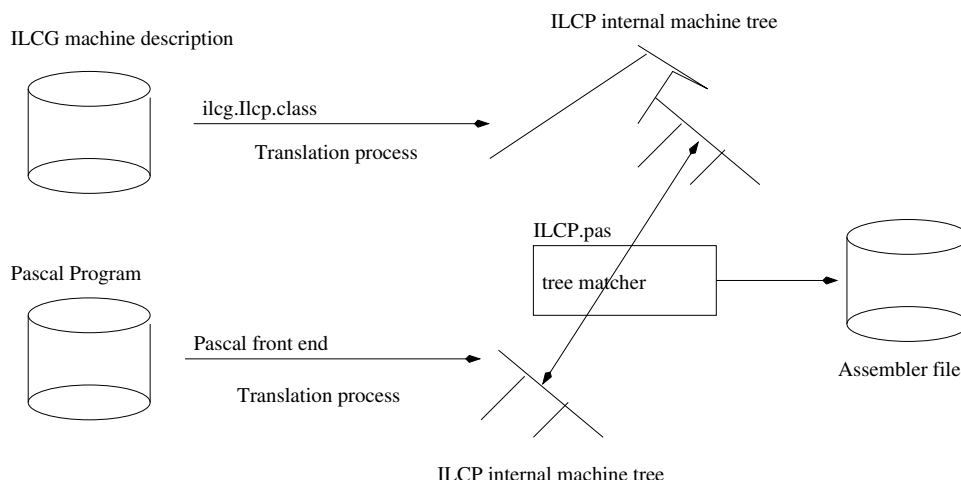 ILCP internal machine tree
ILCG machine description
ilcg.Ilcp.class
Translation process
ILCP.pas
tree matcher
Pascal Program
Pascal front end
Translation process
Assembler file
ILCP internal machine tree